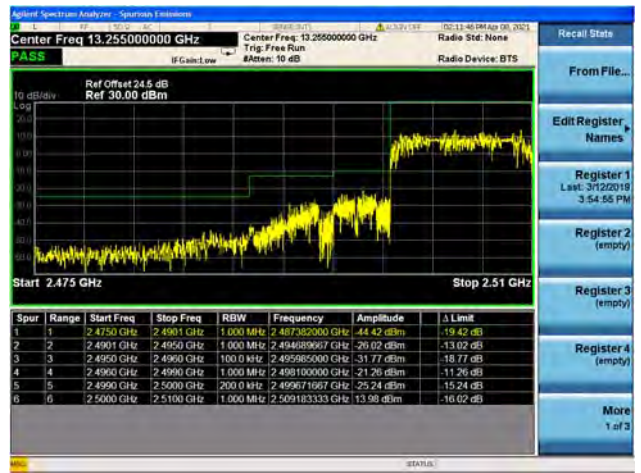 Agilent Spectrum Analyzer - Spurious Emissions
02:11:46 PM Apr 08, 2021
Center Freq 13.255000000 GHz
Center Freq: 13.255000000 GHz
Radio Std: None
Trig: Free Run
PASS
IFGain:Low
#Atten: 10 dB
Radio Device: BTS
Ref Offset 24.5 dB
10 dB/div Ref 30.00 dBm
Log
Start 2.475 GHz
Stop 2.51 GHz
Spur Range Start Freq Stop Freq RBW Frequency Amplitude Δ Limit
1 1 2.4750 GHz 2.4901 GHz 1.000 MHz 2.487382000 GHz -44.42 dBm -19.42 dB
2 2 2.4901 GHz 2.4950 GHz 1.000 MHz 2.494689667 GHz -26.02 dBm -13.02 dB
3 3 2.4950 GHz 2.4960 GHz 100.0 kHz 2.495985000 GHz -31.77 dBm -18.77 dB
4 4 2.4960 GHz 2.4990 GHz 1.000 MHz 2.498100000 GHz -21.26 dBm -11.26 dB
5 5 2.4990 GHz 2.5000 GHz 200.0 kHz 2.499671667 GHz -25.24 dBm -15.24 dB
6 6 2.5000 GHz 2.5100 GHz 1.000 MHz 2.509183333 GHz 13.98 dBm -16.02 dB
MSG
STATUS
Recall State
From File...
Edit Register
Names
Register 1
Last: 3/12/2019
3:54:55 PM
Register 2
(empty)
Register 3
(empty)
Register 4
(empty)
More
1 of 3